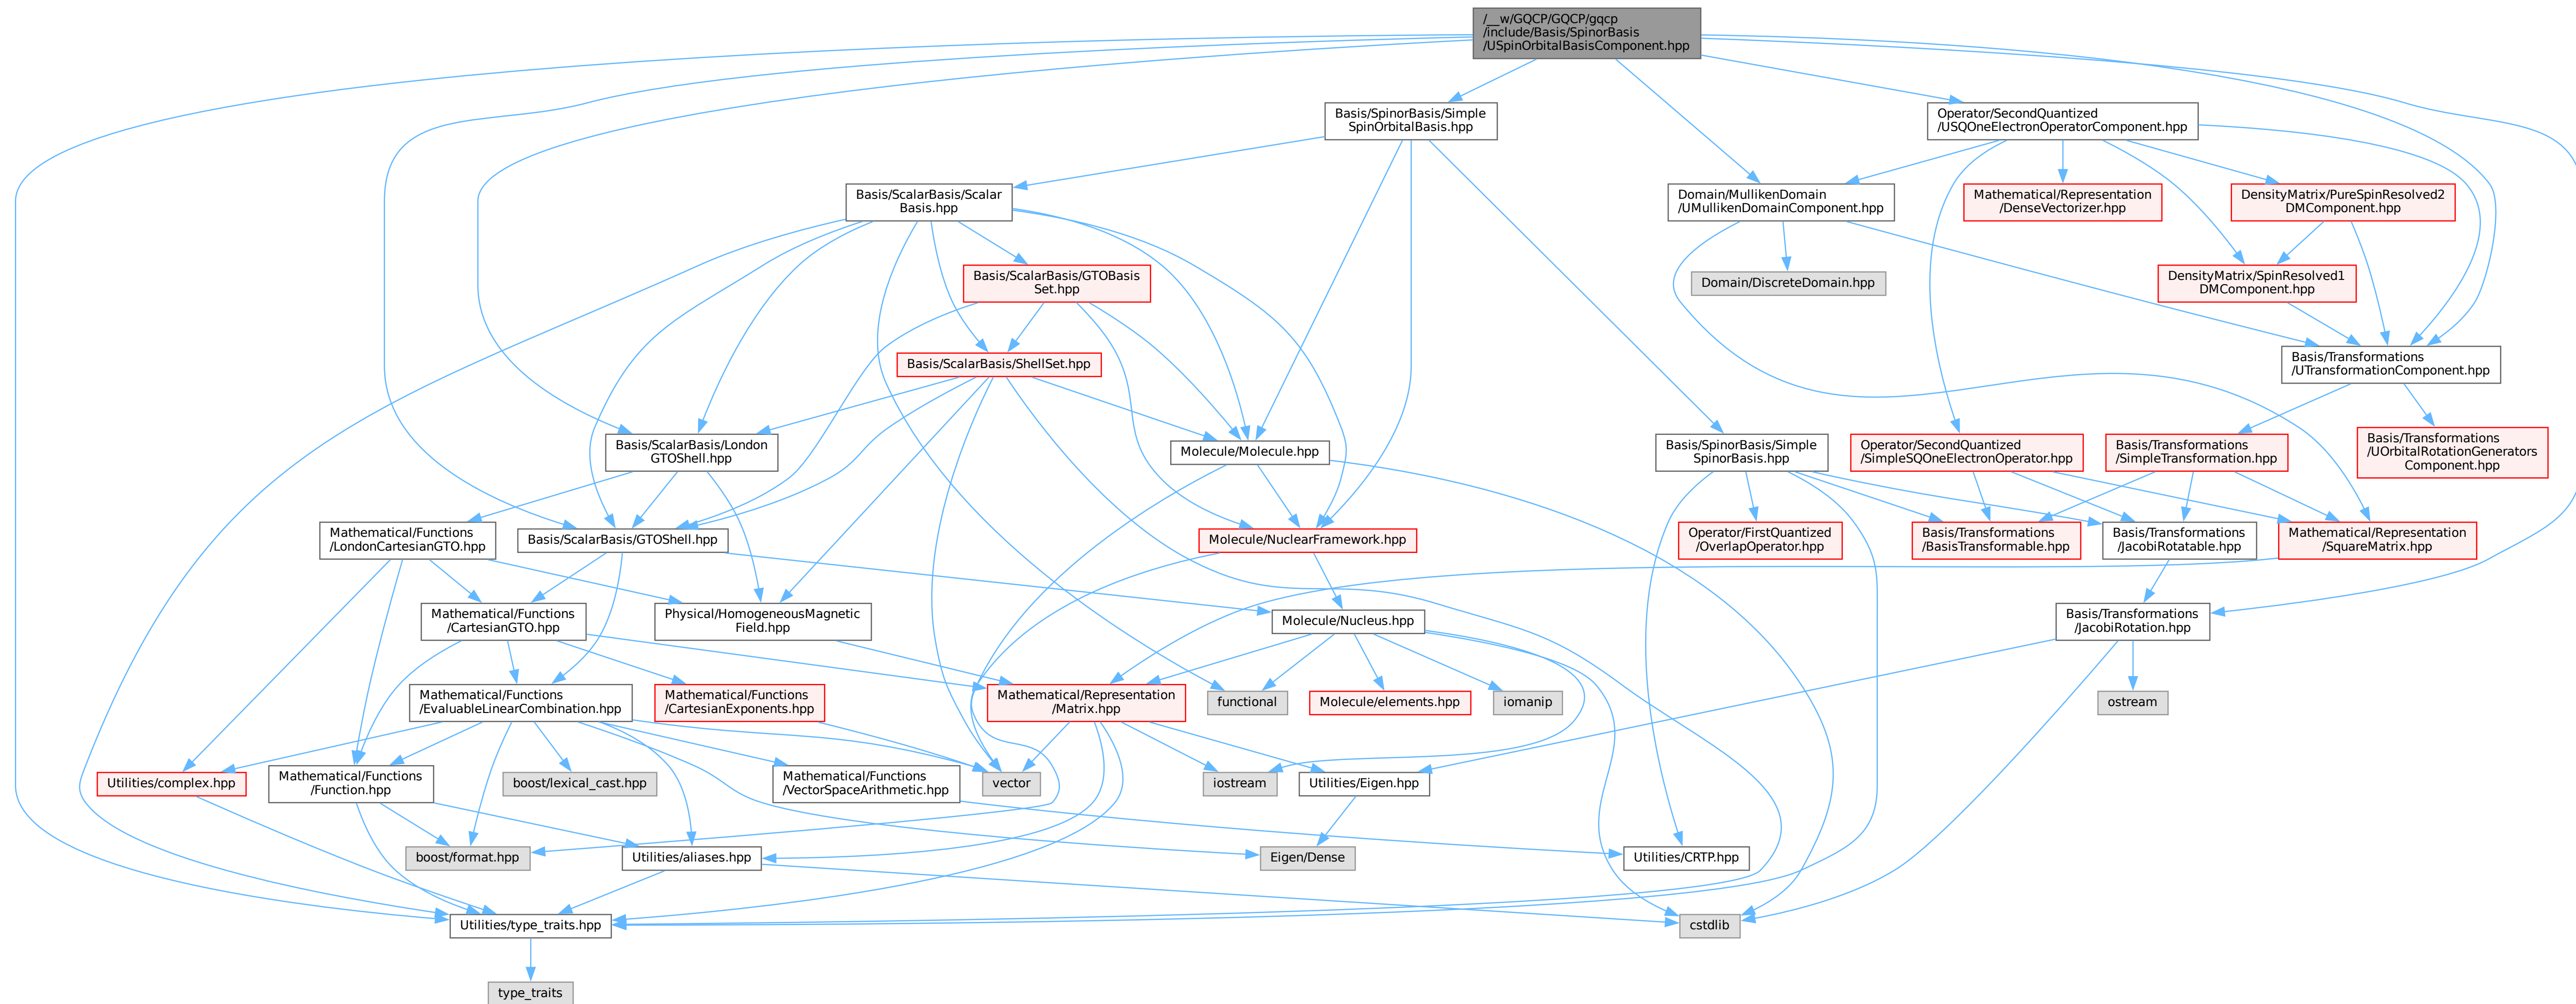 /__w/GQCP/GQCP/gqcp
/include/Basis/SpinorBasis
/USpinOrbitalBasisComponent.hpp
Basis/SpinorBasis/Simple
SpinOrbitalBasis.hpp
Operator/SecondQuantized
/USQOneElectronOperatorComponent.hpp
Basis/ScalarBasis/Scalar
Basis.hpp
Domain/MullikenDomain
/UMullikenDomainComponent.hpp
Mathematical/Representation
/DenseVectorizer.hpp
DensityMatrix/PureSpinResolved2
DMComponent.hpp
Basis/ScalarBasis/GTOBasis
Set.hpp
Domain/DiscreteDomain.hpp
DensityMatrix/SpinResolved1
DMComponent.hpp
Basis/ScalarBasis/ShellSet.hpp
Basis/Transformations
/UTransformationComponent.hpp
Basis/ScalarBasis/London
GTOShell.hpp
Molecule/Molecule.hpp
Basis/SpinorBasis/Simple
SpinorBasis.hpp
Operator/SecondQuantized
/SimpleSQOneElectronOperator.hpp
Basis/Transformations
/SimpleTransformation.hpp
Basis/Transformations
/UOrbitalRotationGenerators
Component.hpp
Mathematical/Functions
/LondonCartesianGTO.hpp
Basis/ScalarBasis/GTOShell.hpp
Molecule/NuclearFramework.hpp
Operator/FirstQuantized
/OverlapOperator.hpp
Basis/Transformations
/BasisTransformable.hpp
Basis/Transformations
/JacobiRotatable.hpp
Mathematical/Representation
/SquareMatrix.hpp
Mathematical/Functions
/CartesianGTO.hpp
Physical/HomogeneousMagnetic
Field.hpp
Molecule/Nucleus.hpp
Basis/Transformations
/JacobiRotation.hpp
Mathematical/Functions
/EvaluableLinearCombination.hpp
Mathematical/Functions
/CartesianExponents.hpp
Mathematical/Representation
/Matrix.hpp
functional
Molecule/elements.hpp
iomanip
ostream
Utilities/complex.hpp
Mathematical/Functions
/Function.hpp
boost/lexical_cast.hpp
Mathematical/Functions
/VectorSpaceArithmetic.hpp
vector
iostream
Utilities/Eigen.hpp
boost/format.hpp
Utilities/aliases.hpp
Eigen/Dense
Utilities/CRTP.hpp
Utilities/type_traits.hpp
cstdlib
type_traits